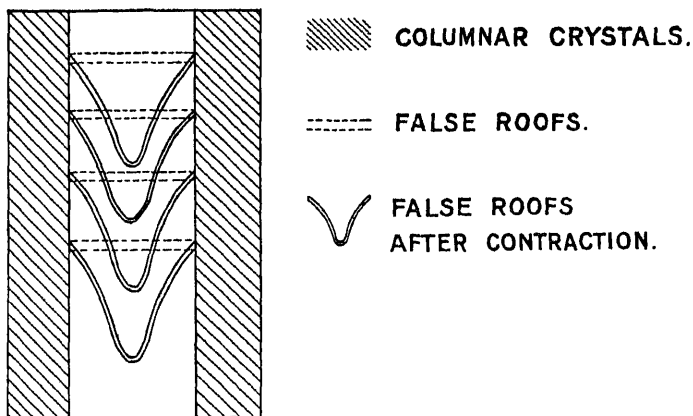 COLUMNAR CRYSTALS.
FALSE ROOFS.
FALSE ROOFS
AFTER CONTRACTION.